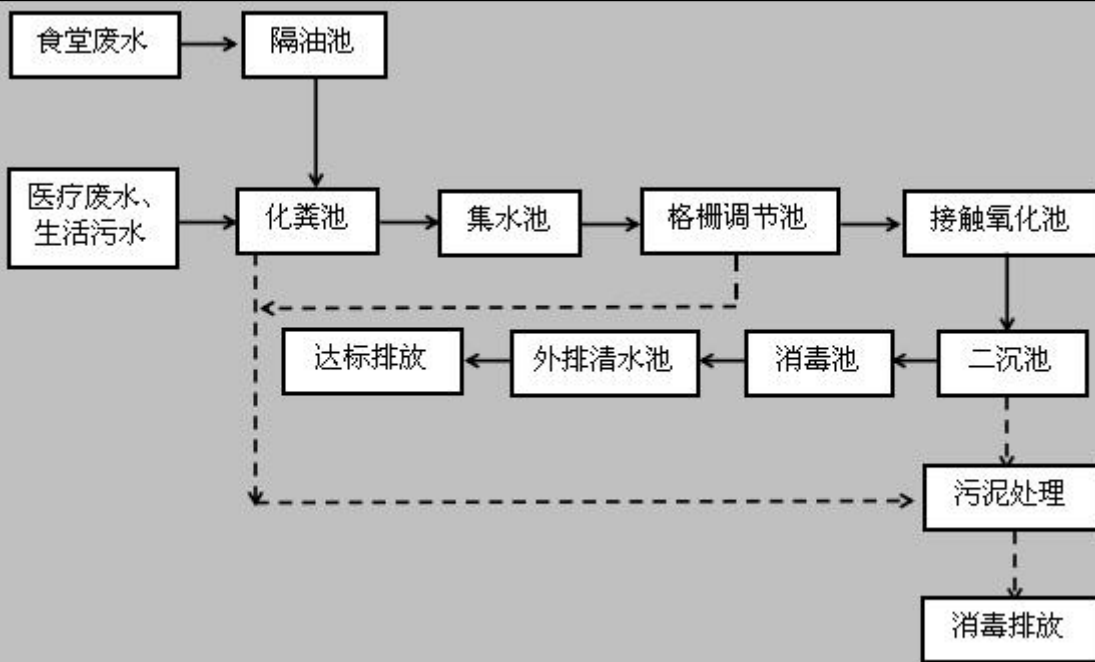 食堂废水
隔油池
医疗废水、
生活污水
化粪池
集水池
格栅调节池
接触氧化池
达标排放
外排清水池
消毒池
二沉池
污泥处理
消毒排放